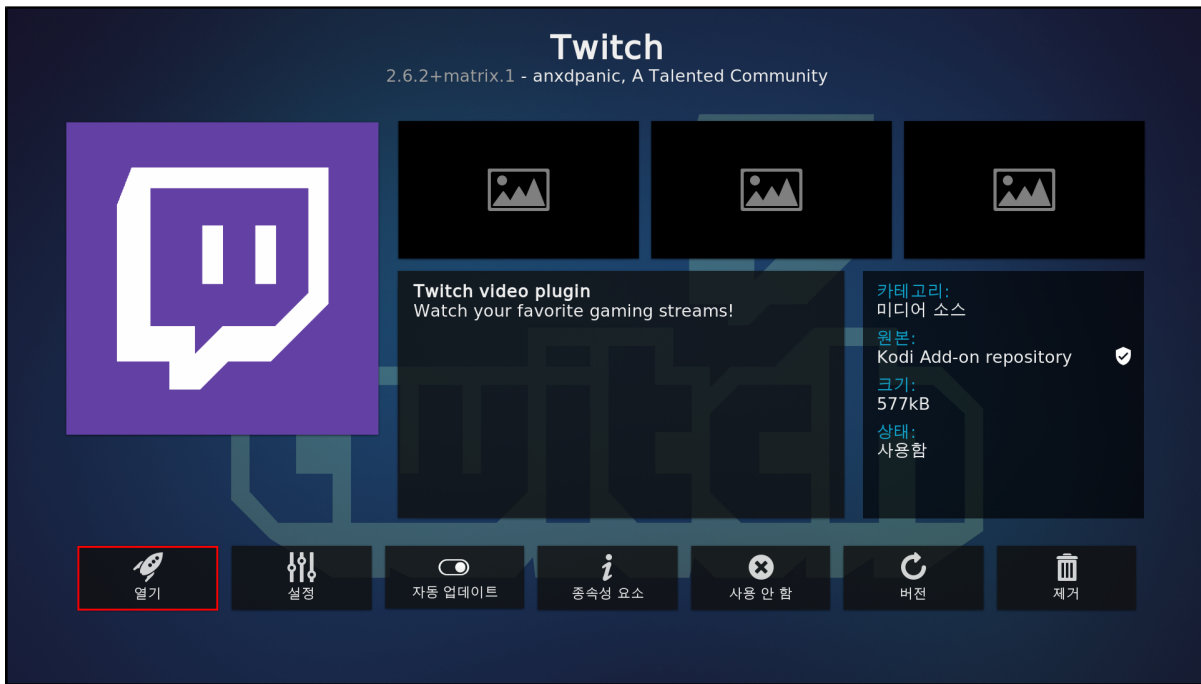 Twitch
2.6.2+matrix.1 - anxdpanic, A Talented Community
Twitch video plugin
Watch your favorite gaming streams!
카테고리:
미디어 소스
원본:
Kodi Add-on repository
크기:
577kB
상태:
사용함
twitch
열기
설정
자동 업데이트
종속성 요소
사용 안 함
버전
제거